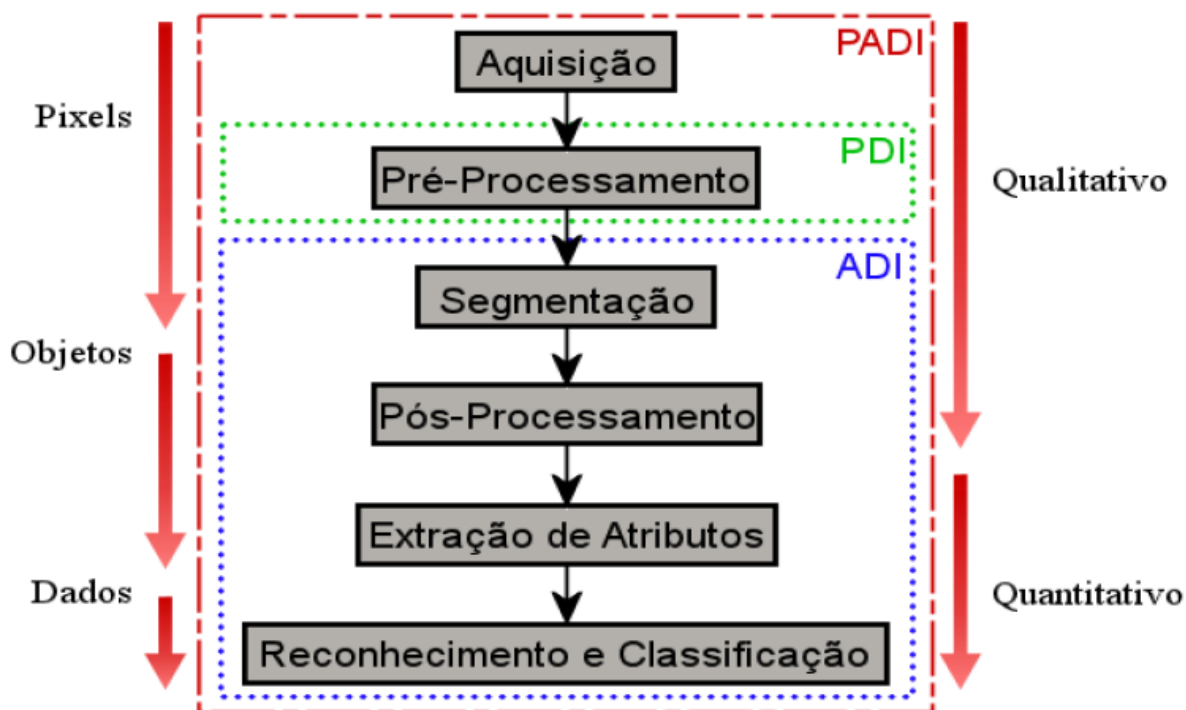 Aquisição
PADI
Pixels
PDI
Pré-Processamento
Qualitativo
ADI
Segmentação
Objetos
Pós-Processamento
Extração de Atributos
Dados
Quantitativo
Reconhecimento e Classificação